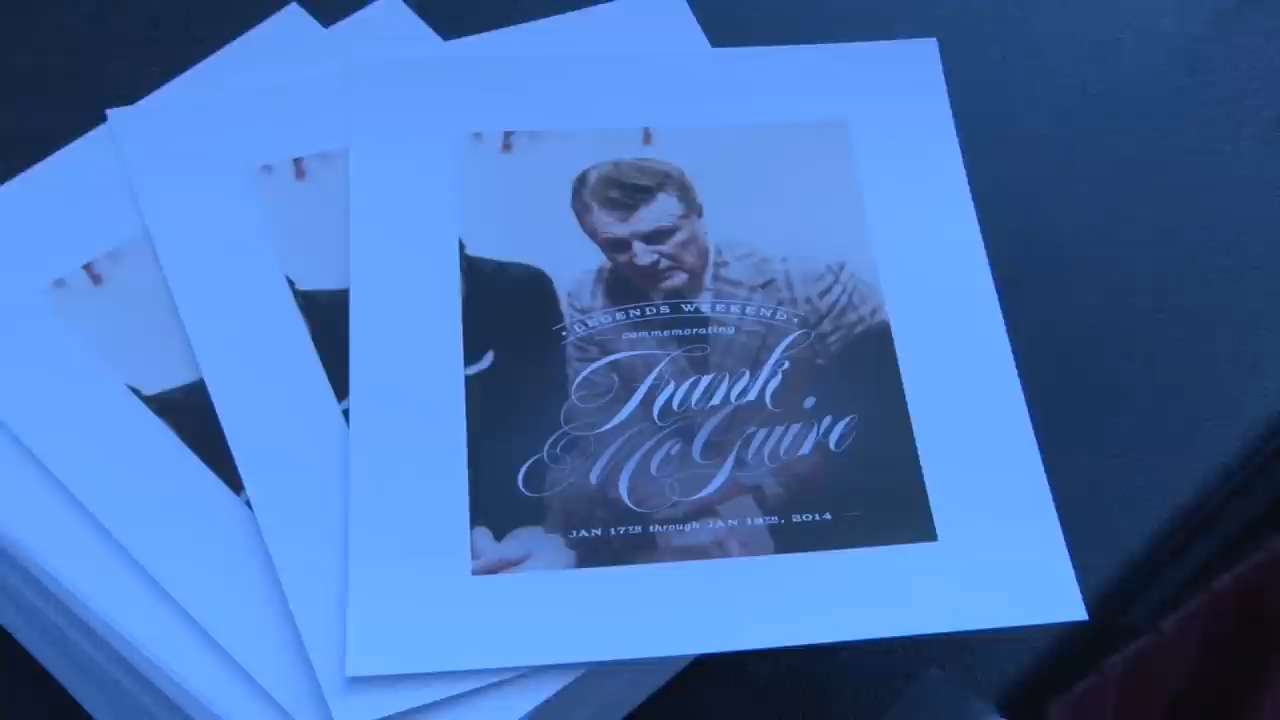 LEGENDS WEEKEND
commemorating
Frank
McGuire
JAN 17TH through JAN 19TH, 2014